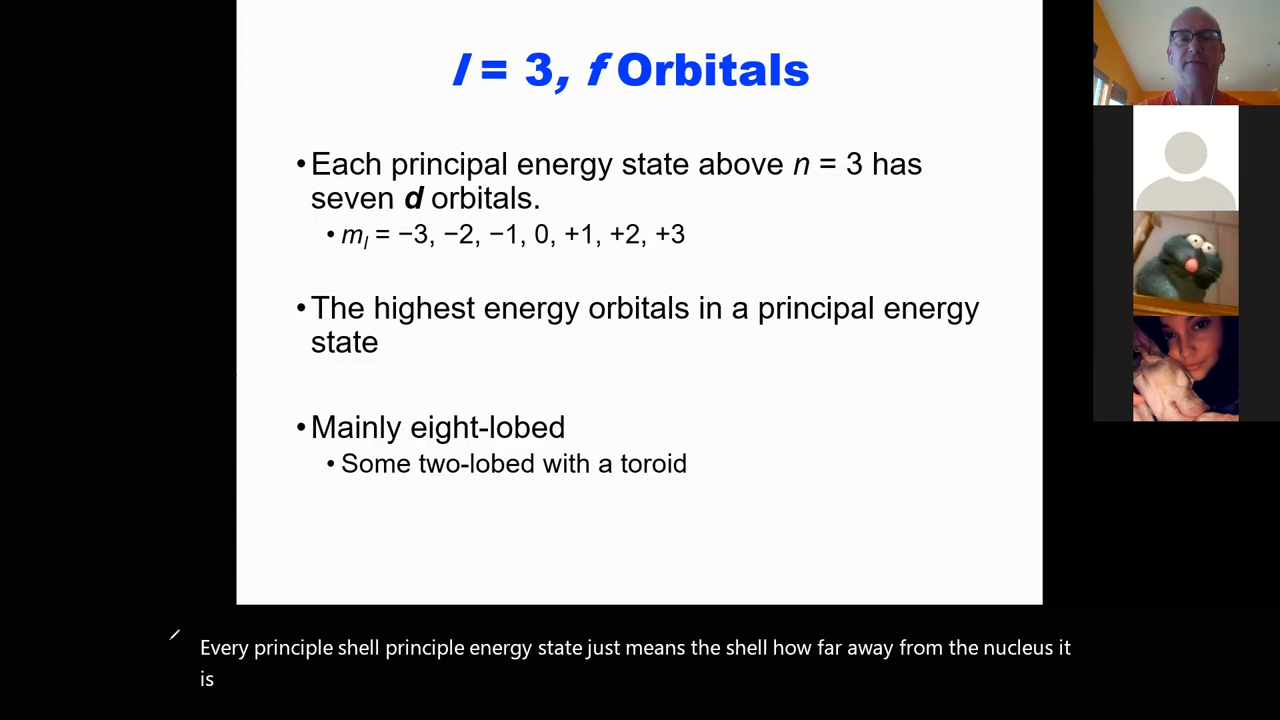 l = 3, f Orbitals
•Each principal energy state above n = 3 has
seven d orbitals.
•ml = −3, −2, −1, 0, +1, +2, +3
•The highest energy orbitals in a principal energy
state
•Mainly eight-lobed
•Some two-lobed with a toroid
Every principle shell principle energy state just means the shell how far away from the nucleus it
is